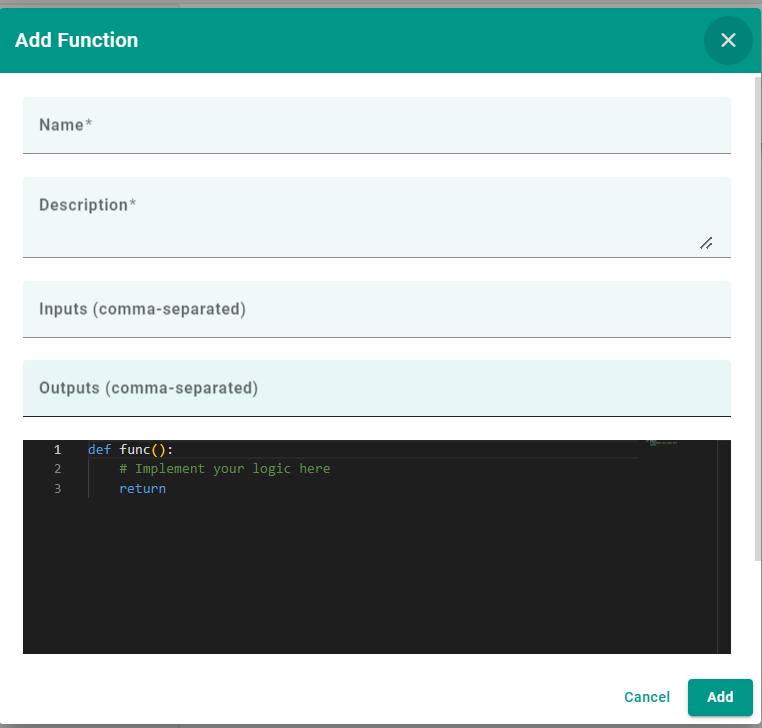 Add Function
Name*
Description*
Inputs (comma-separated)
Outputs (comma-separated)
1 def func():
2 # Implement your logic here
3 return
Cancel Add